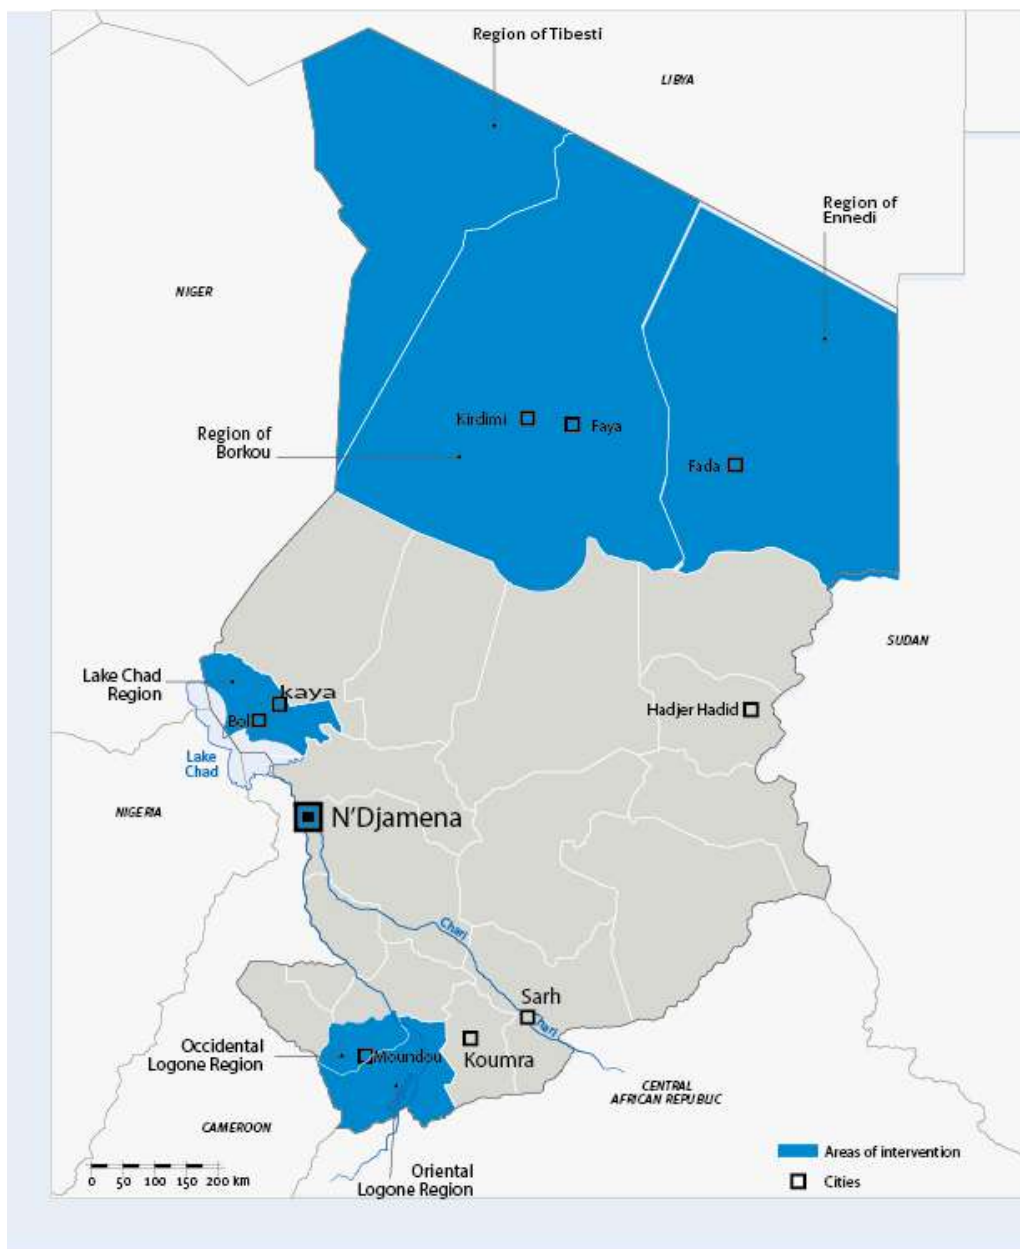 Region of Tibesti
LIBYA
Region of
Ennedi
NIGER
Kirdimi
Faya
Region of
Borkou
Fada
SUDAN
Lake Chad
Region
kaya
Bol
Hadjer Hadid
Lake
Chad
NIGERIA
N'Djamena
Chari
Sarh
Chari
Occidental
Logone Region
Moundou
Koumra
CENTRAL
AFRICAN REPUBLIC
CAMEROON
Oriental
Logone Region
0 50 100 150 200 km
Areas of intervention
Cities